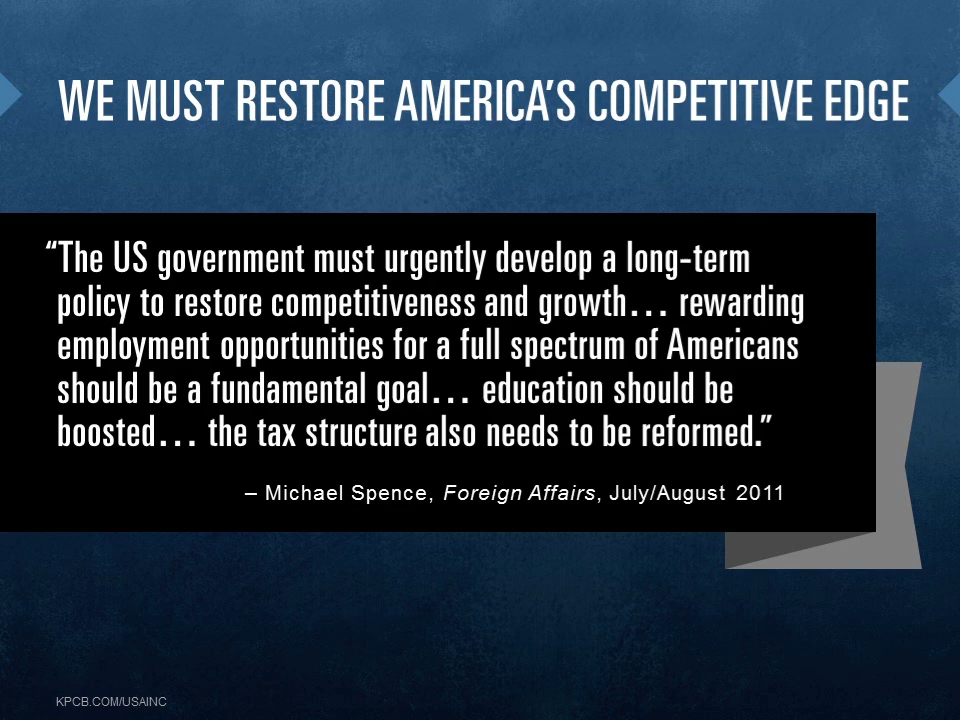 WE MUST RESTORE AMERICA’S COMPETITIVE EDGE
“The US government must urgently develop a long-term
policy to restore competitiveness and growth… rewarding
employment opportunities for a full spectrum of Americans
should be a fundamental goal… education should be
boosted… the tax structure also needs to be reformed.”
– Michael Spence, Foreign Affairs, July/August 2011
KPCB.COM/USAINC